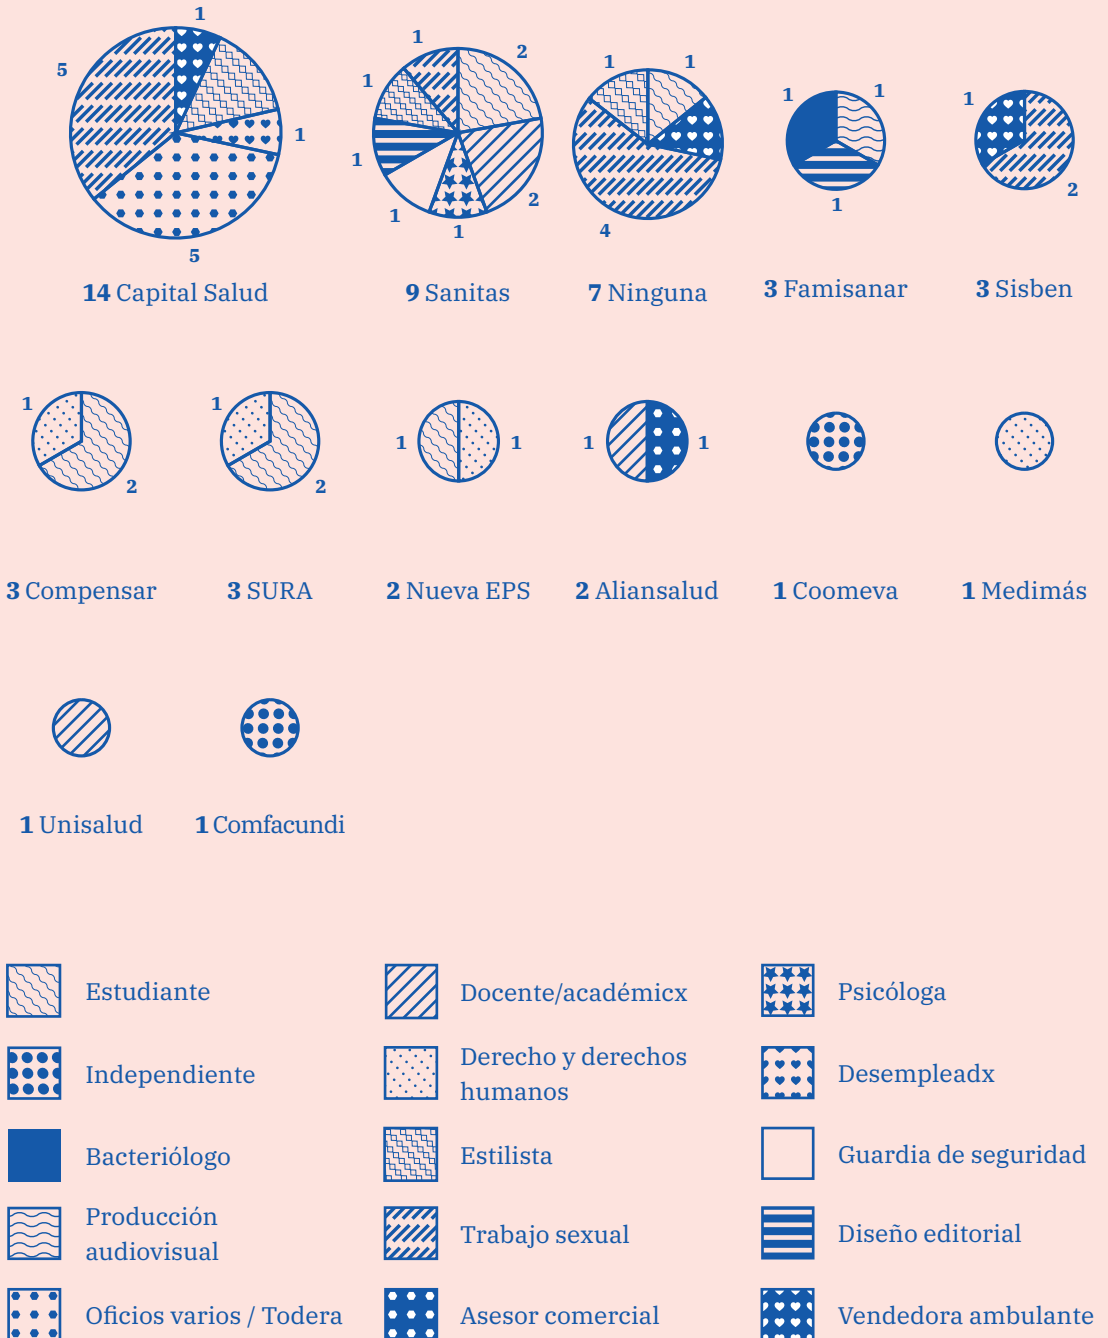 1
5
1
5
14 Capital Salud
1
2
1
1
1
1
2
9 Sanitas
1
1
4
7 Ninguna
1
1
1
3 Famisanar
1
2
3 Sisben
1
2
3 Compensar
1
2
3 SURA
1
1
2 Nueva EPS
1
1
2 Aliansalud
1 Coomeva
1 Medimás
1 Unisalud
1 Comfacundi
Estudiante
Docente/académicx
Psicóloga
Independiente
Derecho y derechos
humanos
Desempleadx
Bacteriólogo
Estilista
Guardia de seguridad
Producción
audiovisual
Trabajo sexual
Diseño editorial
Oficios varios / Todera
Asesor comercial
Vendedora ambulante